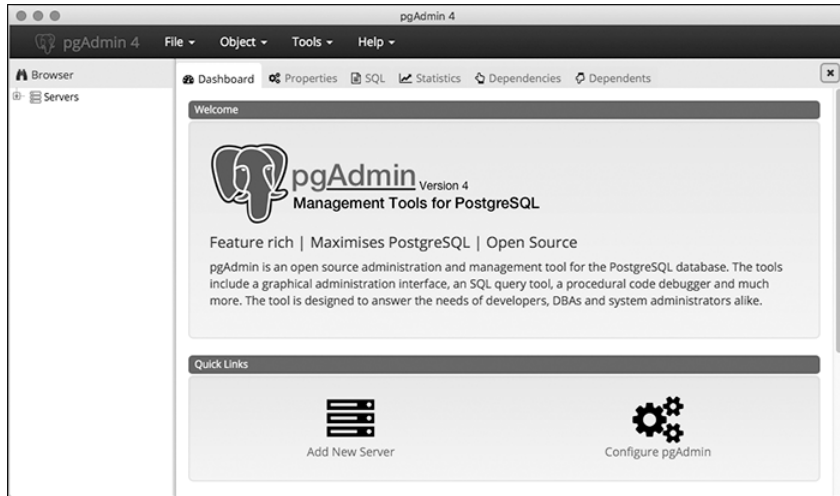 pgAdmin 4
pgAdmin 4 File Object Tools Help
Browser
Servers
Dashboard Properties SQL Statistics Dependencies Dependents
Welcome
pgAdmin Version 4
Management Tools for PostgreSQL
Feature rich | Maximises PostgreSQL | Open Source
pgAdmin is an open source administration and management tool for the PostgreSQL database. The tools
include a graphical administration interface, an SQL query tool, a procedural code debugger and much
more. The tool is designed to answer the needs of developers, DBAs and system administrators alike.
Quick Links
Add New Server Configure pgAdmin